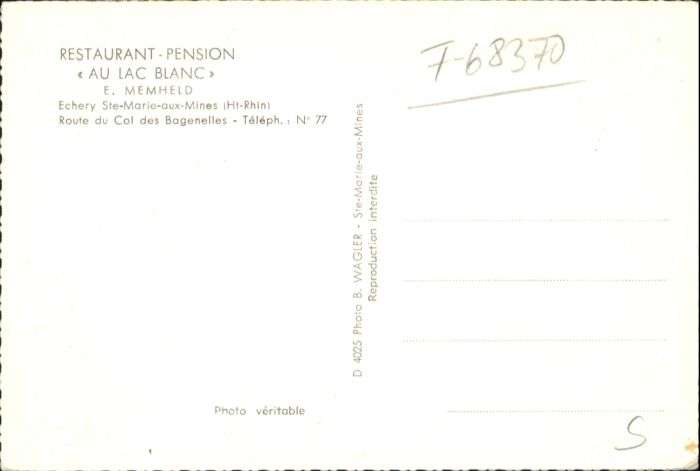 RESTAURANT - PENSION
« AU LAC BLANC »
E. MEMHELD
Echery Ste-Marie-aux-Mines (Ht-Rhin)
Route du Col des Bagenelles - Téléph. : N° 77
Photo véritable
D 4025 Photo B. WAGLER - Ste-Marie-aux-Mines
Reproduction interdite
F-68370
S